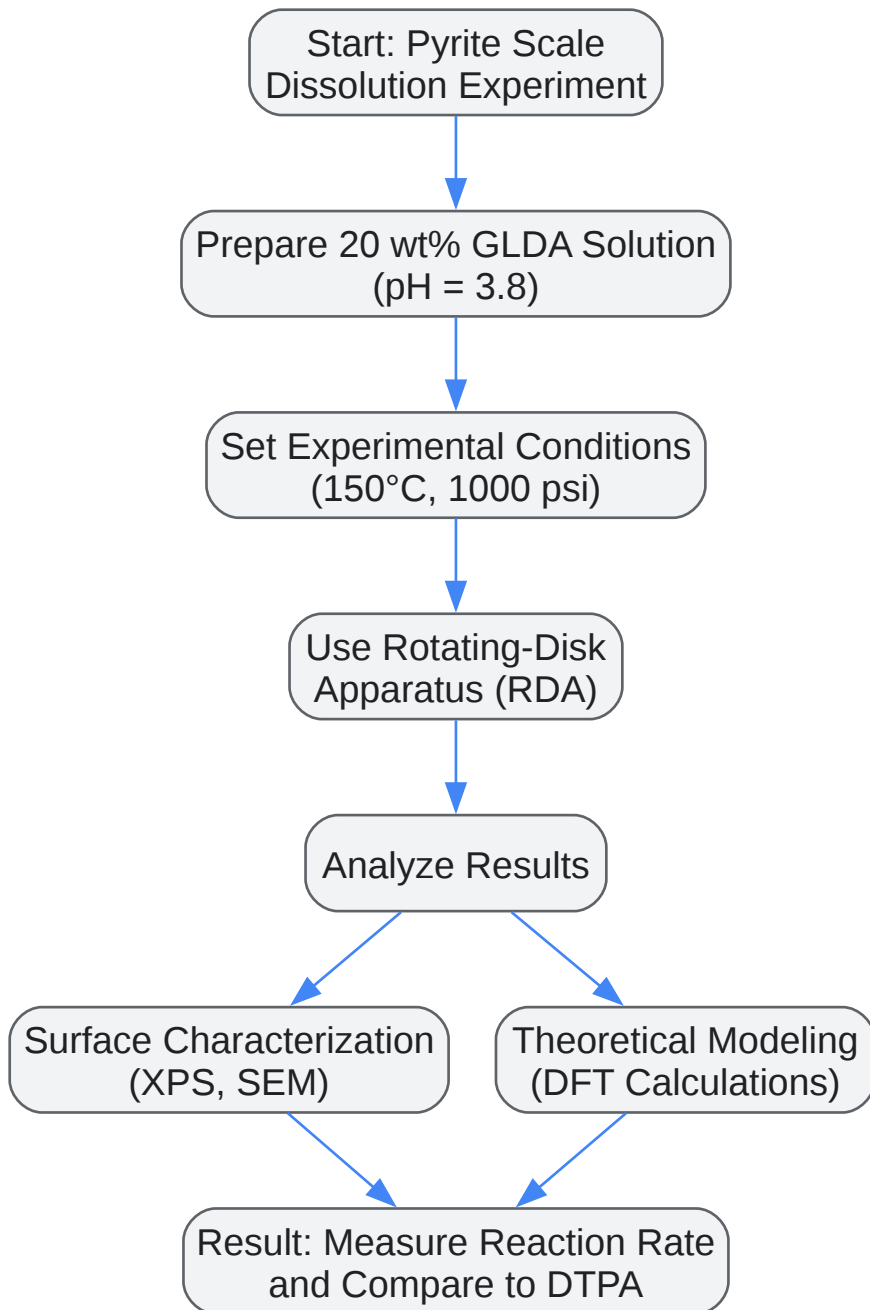 Start: Pyrite Scale
Dissolution Experiment
Prepare 20 wt% GLDA Solution
(pH = 3.8)
Set Experimental Conditions
(150°C, 1000 psi)
Use Rotating-Disk
Apparatus (RDA)
Analyze Results
Surface Characterization
(XPS, SEM)
Theoretical Modeling
(DFT Calculations)
Result: Measure Reaction Rate
and Compare to DTPA